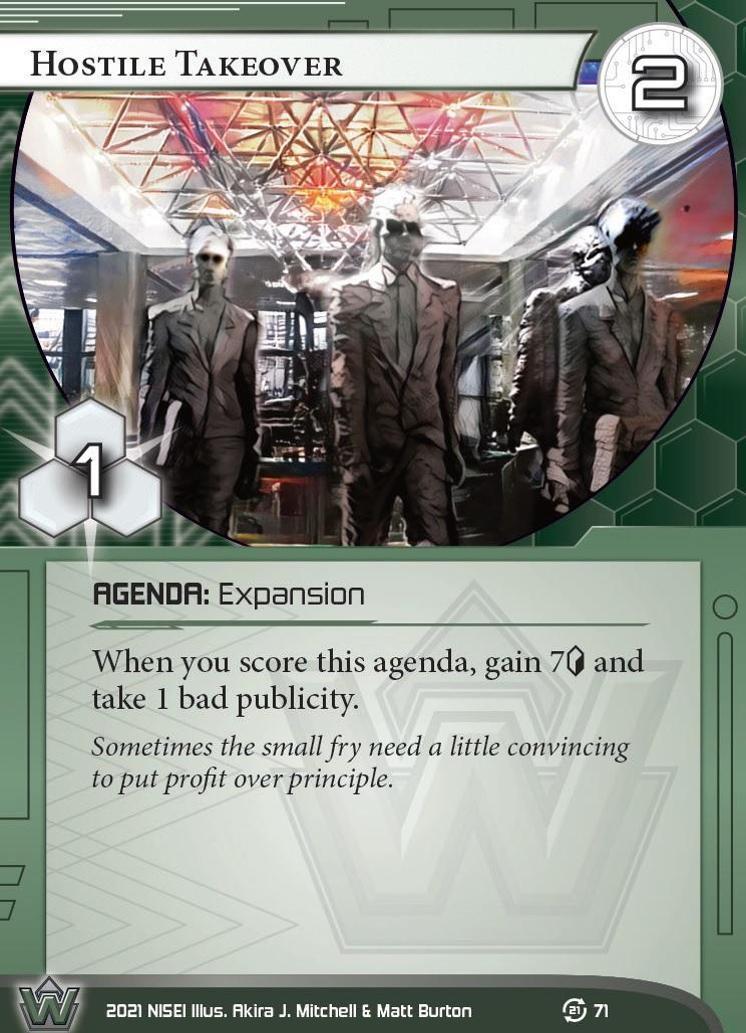 Hostile Takeover
2
1
AGENDA: Expansion
When you score this agenda, gain 7 and
take 1 bad publicity.
Sometimes the small fry need a little convincing
to put profit over principle.
W
2021 NISEI Illus. Akira J. Mitchell & Matt Burton
21 71